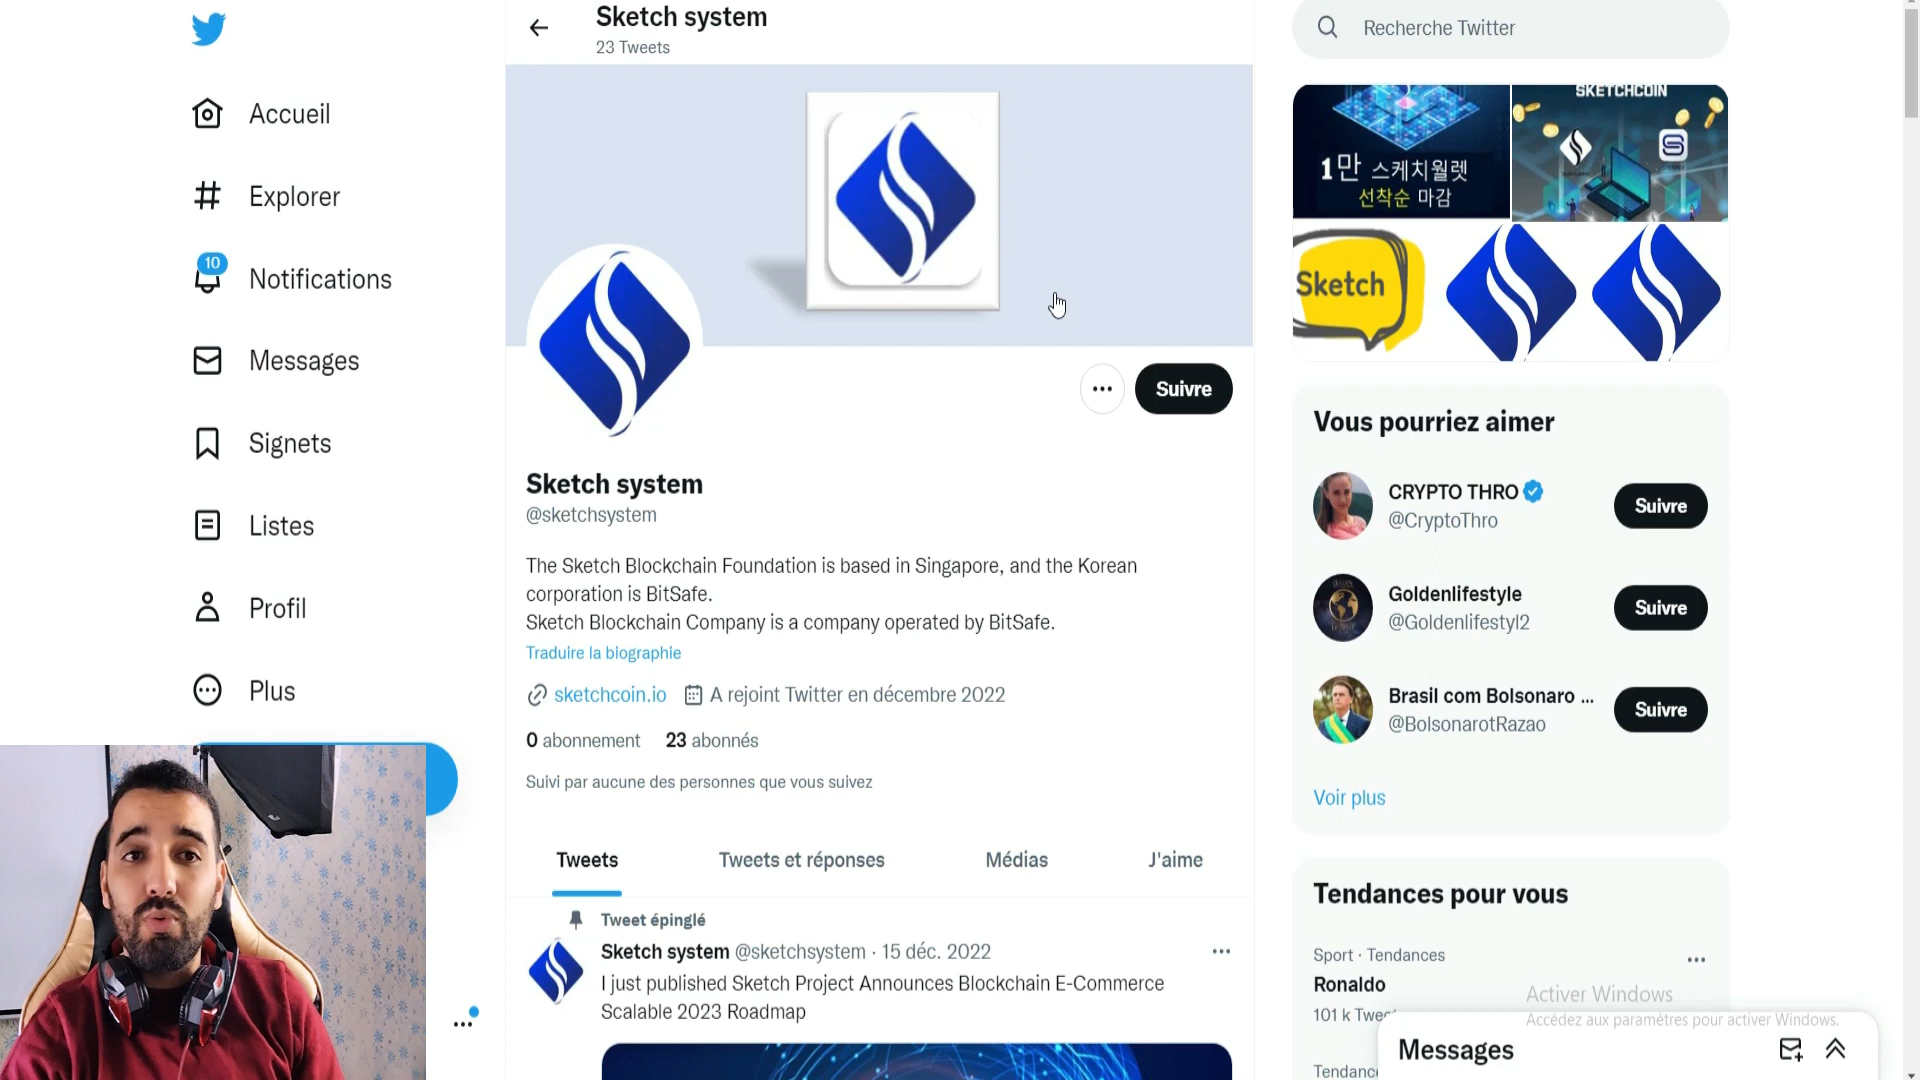 Sketch system
23 Tweets
Recherche Twitter
Accueil
Explorer
10
Notifications
Messages
Signets
Listes
Profil
Plus
SKETCHCOIN
1만 스케치월렛
선착순 마감
Sketch
Suivre
Sketch system
@sketchsystem
The Sketch Blockchain Foundation is based in Singapore, and the Korean
corporation is BitSafe.
Sketch Blockchain Company is a company operated by BitSafe.
Traduire la biographie
sketchcoin.io A rejoint Twitter en décembre 2022
0 abonnement 23 abonnés
Suivi par aucune des personnes que vous suivez
Tweets Tweets et réponses Médias J'aime
Tweet épinglé
Sketch system @sketchsystem · 15 déc. 2022
I just published Sketch Project Announces Blockchain E-Commerce
Scalable 2023 Roadmap
Vous pourriez aimer
CRYPTO THRO
@CryptoThro
Suivre
Goldenlifestyle
@Goldenlifestyl2
Suivre
Brasil com Bolsonaro ...
@BolsonarotRazao
Suivre
Voir plus
Tendances pour vous
Sport · Tendances
Ronaldo
101 k Twee
Tendance
Activer Windows
Accédez aux paramètres pour activer Windows.
Messages